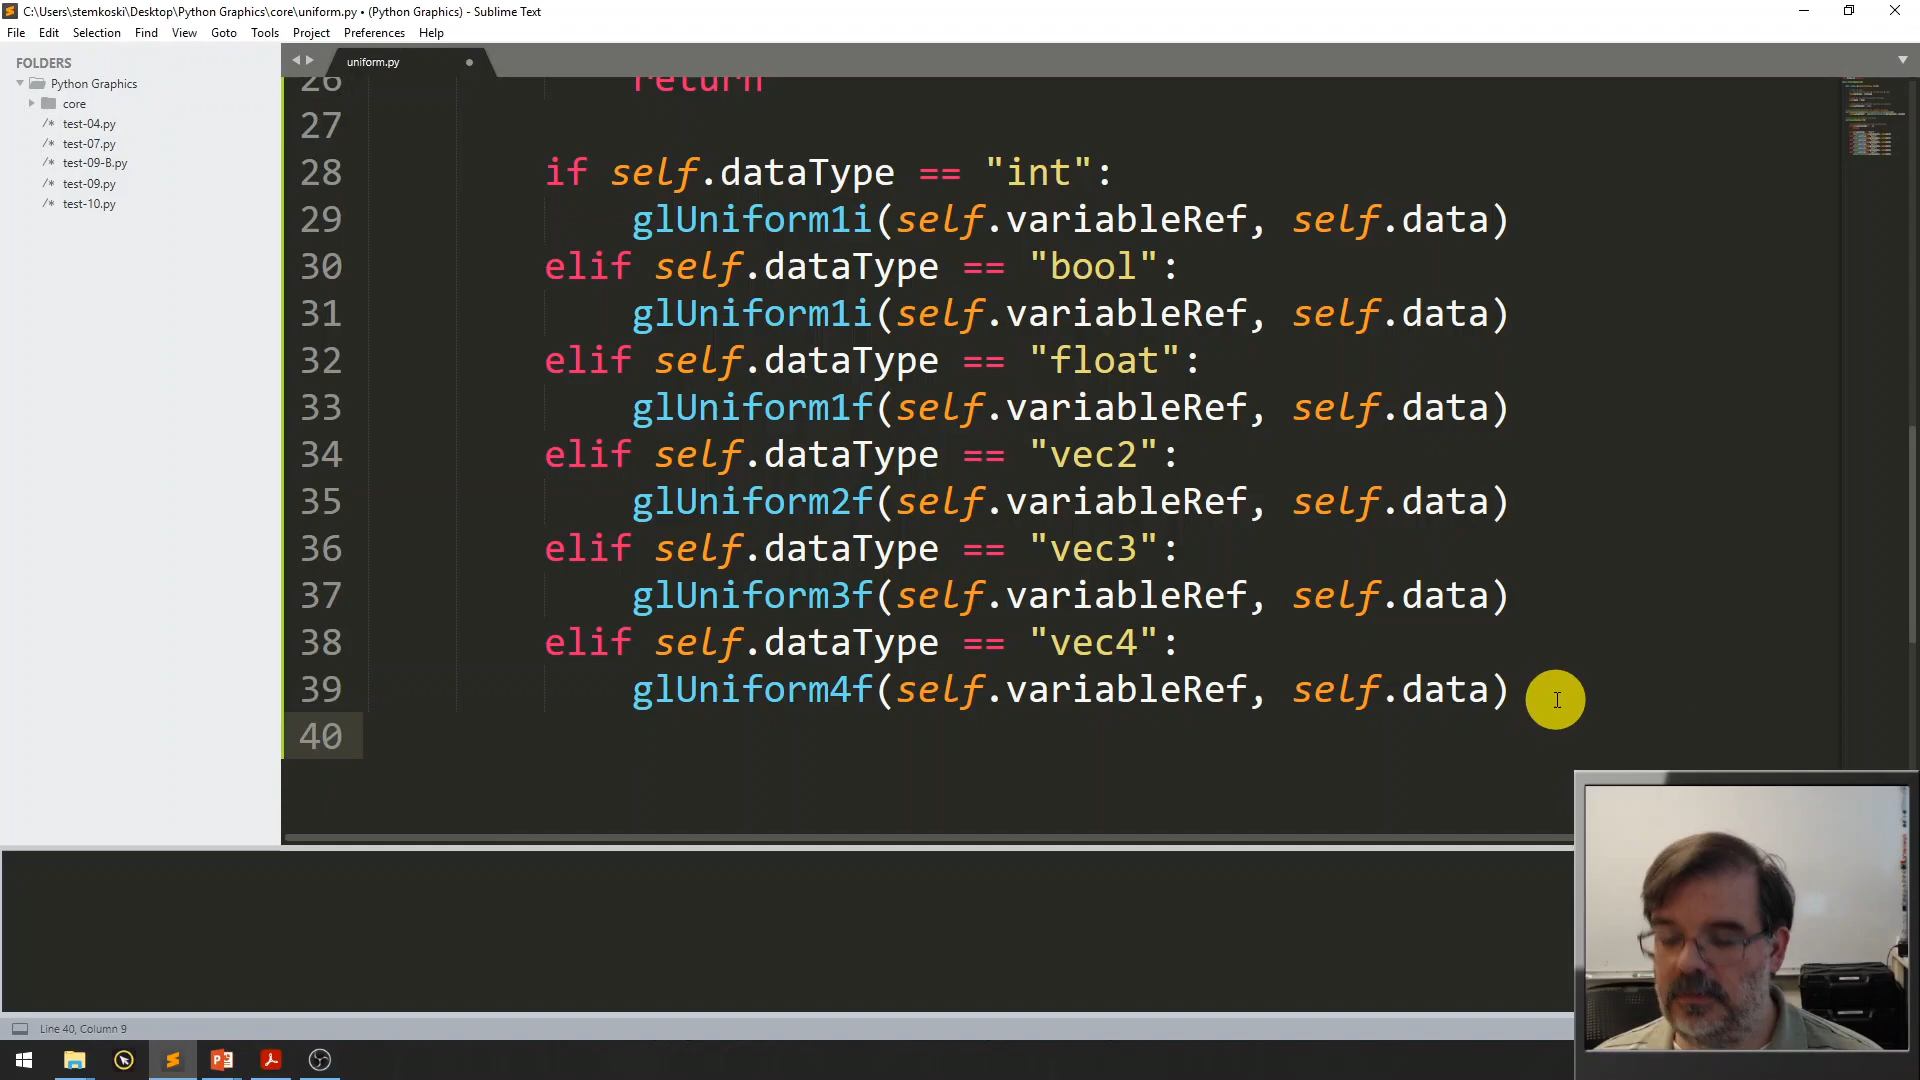 C:\Users\stemkoski\Desktop\Python Graphics\core\uniform.py • (Python Graphics) - Sublime Text
File Edit Selection Find View Goto Tools Project Preferences Help
FOLDERS
Python Graphics
core
test-04.py
test-07.py
test-09-B.py
test-09.py
test-10.py
uniform.py
26 return
27
28 if self.dataType == "int":
29 glUniform1i(self.variableRef, self.data)
30 elif self.dataType == "bool":
31 glUniform1i(self.variableRef, self.data)
32 elif self.dataType == "float":
33 glUniform1f(self.variableRef, self.data)
34 elif self.dataType == "vec2":
35 glUniform2f(self.variableRef, self.data)
36 elif self.dataType == "vec3":
37 glUniform3f(self.variableRef, self.data)
38 elif self.dataType == "vec4":
39 glUniform4f(self.variableRef, self.data)
40
Line 40, Column 9